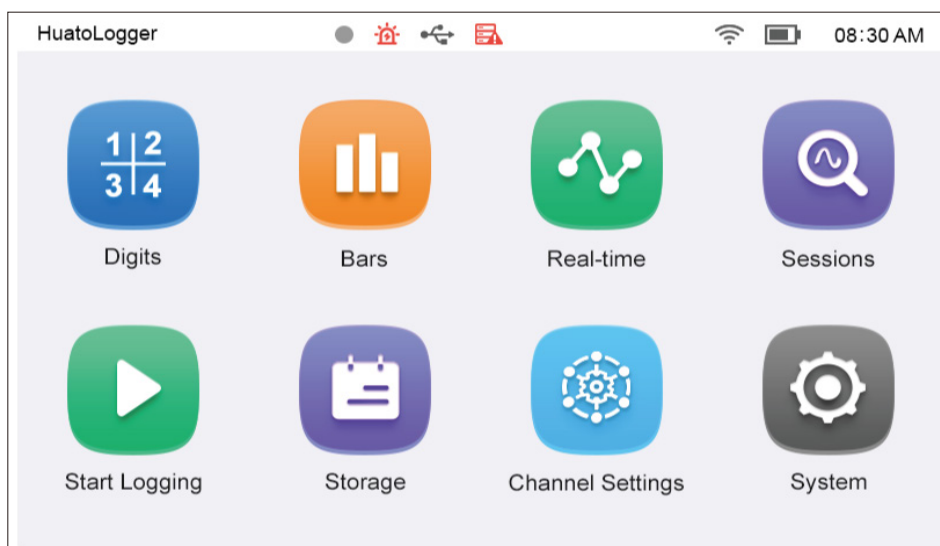 HuatoLogger 08:30 AM
1 2
3 4
Digits Bars Real-time Sessions
Start Logging Storage Channel Settings System